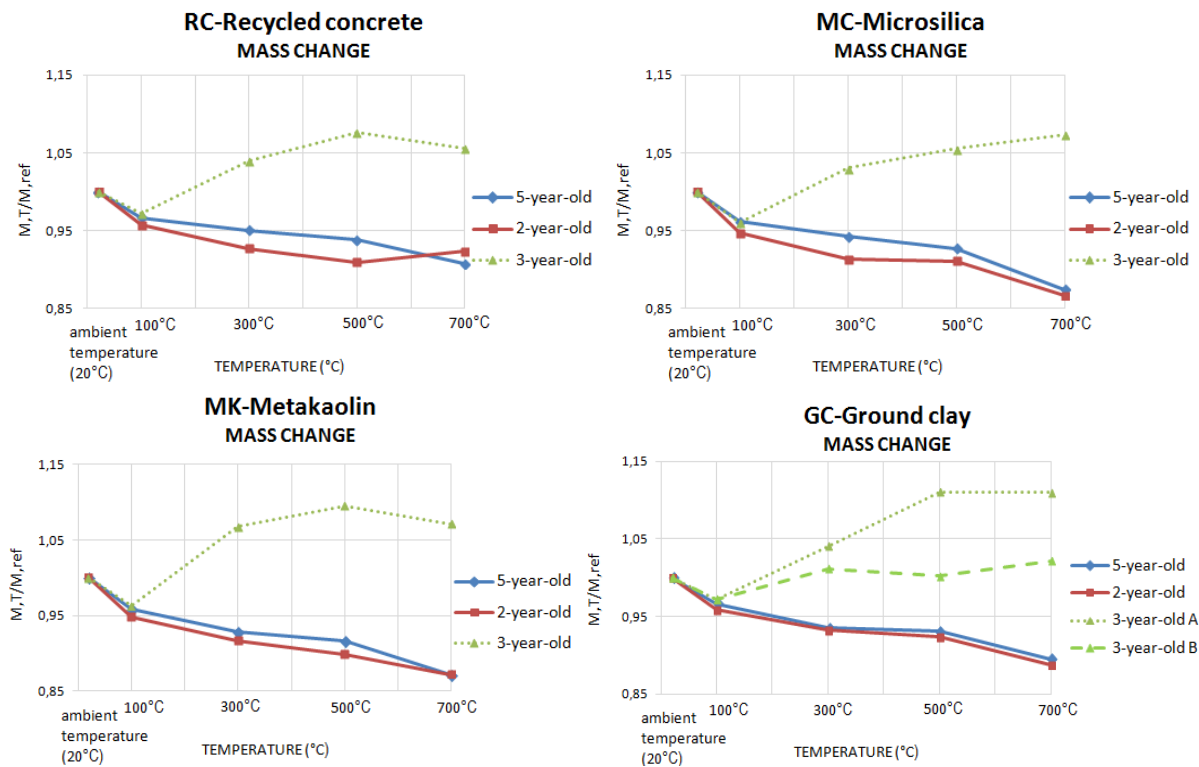 RC-Recycled concrete
MASS CHANGE
1,15
1,05
0,95
0,85
M,T/M,ref
ambient
temperature
(20°C)
100°C
300°C
500°C
700°C
TEMPERATURE (°C)
5-year-old
2-year-old
3-year-old
MC-Microsilica
MASS CHANGE
1,15
1,05
0,95
0,85
M,T/M,ref
ambient
temperature
(20°C)
100°C
300°C
500°C
700°C
TEMPERATURE (°C)
5-year-old
2-year-old
3-year-old
MK-Metakaolin
MASS CHANGE
1,15
1,05
0,95
0,85
M,T/M,ref
ambient
temperature
(20°C)
100°C
300°C
500°C
700°C
TEMPERATURE (°C)
5-year-old
2-year-old
3-year-old
GC-Ground clay
MASS CHANGE
1,15
1,05
0,95
0,85
M,T/M,ref
ambient
temperature
(20°C)
100°C
300°C
500°C
700°C
TEMPERATURE (°C)
5-year-old
2-year-old
3-year-old A
3-year-old B